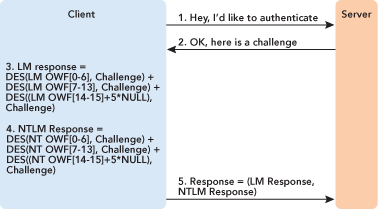 Client
Server
1. Hey, I'd like to authenticate
2. OK, here is a challenge
3. LM response =
DES(LM OWF[0-6], Challenge) +
DES(LM OWF[7-13], Challenge) +
DES((LM OWF[14-15]+5*NULL),
Challenge)
4. NTLM Response =
DES(NT OWF[0-6], Challenge) +
DES(NT OWF[7-13], Challenge) +
DES((NT OWF[14-15]+5*NULL),
Challenge)
5. Response = (LM Response,
NTLM Response)